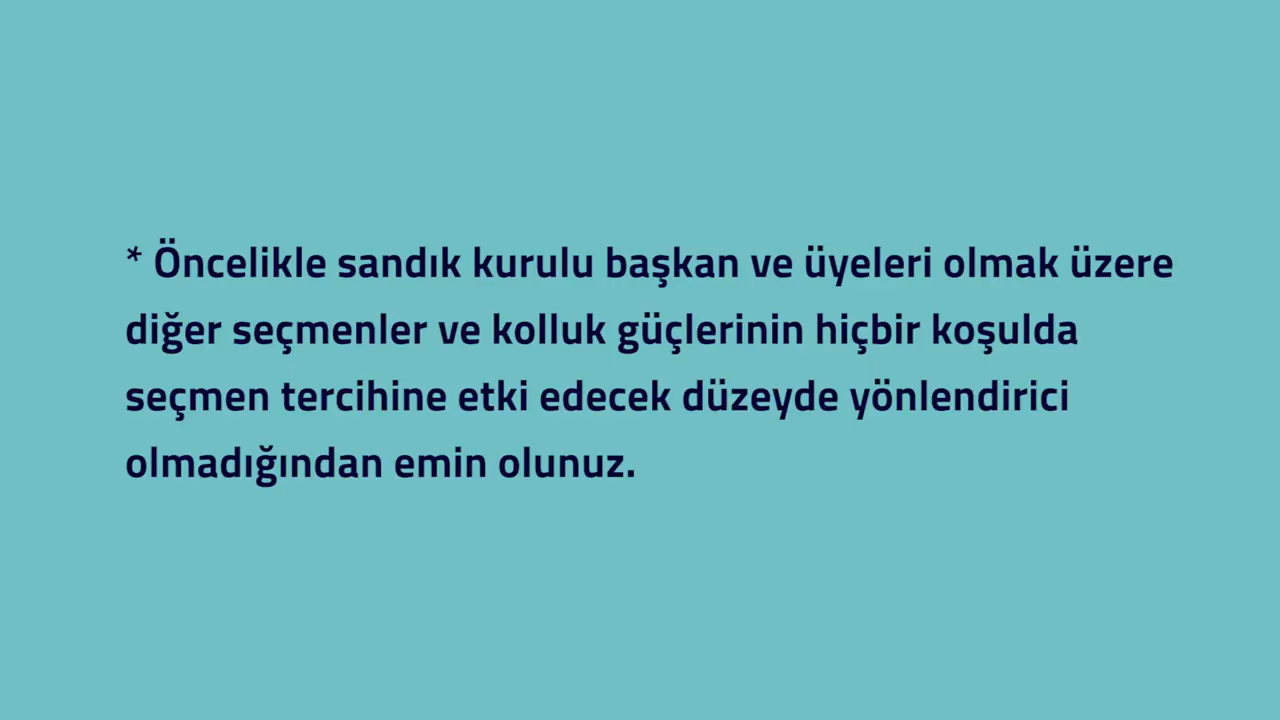 * Öncelikle sandık kurulu başkan ve üyeleri olmak üzere
diğer seçmenler ve kolluk güçlerinin hiçbir koşulda
seçmen tercihine etki edecek düzeyde yönlendirici
olmadığından emin olunuz.